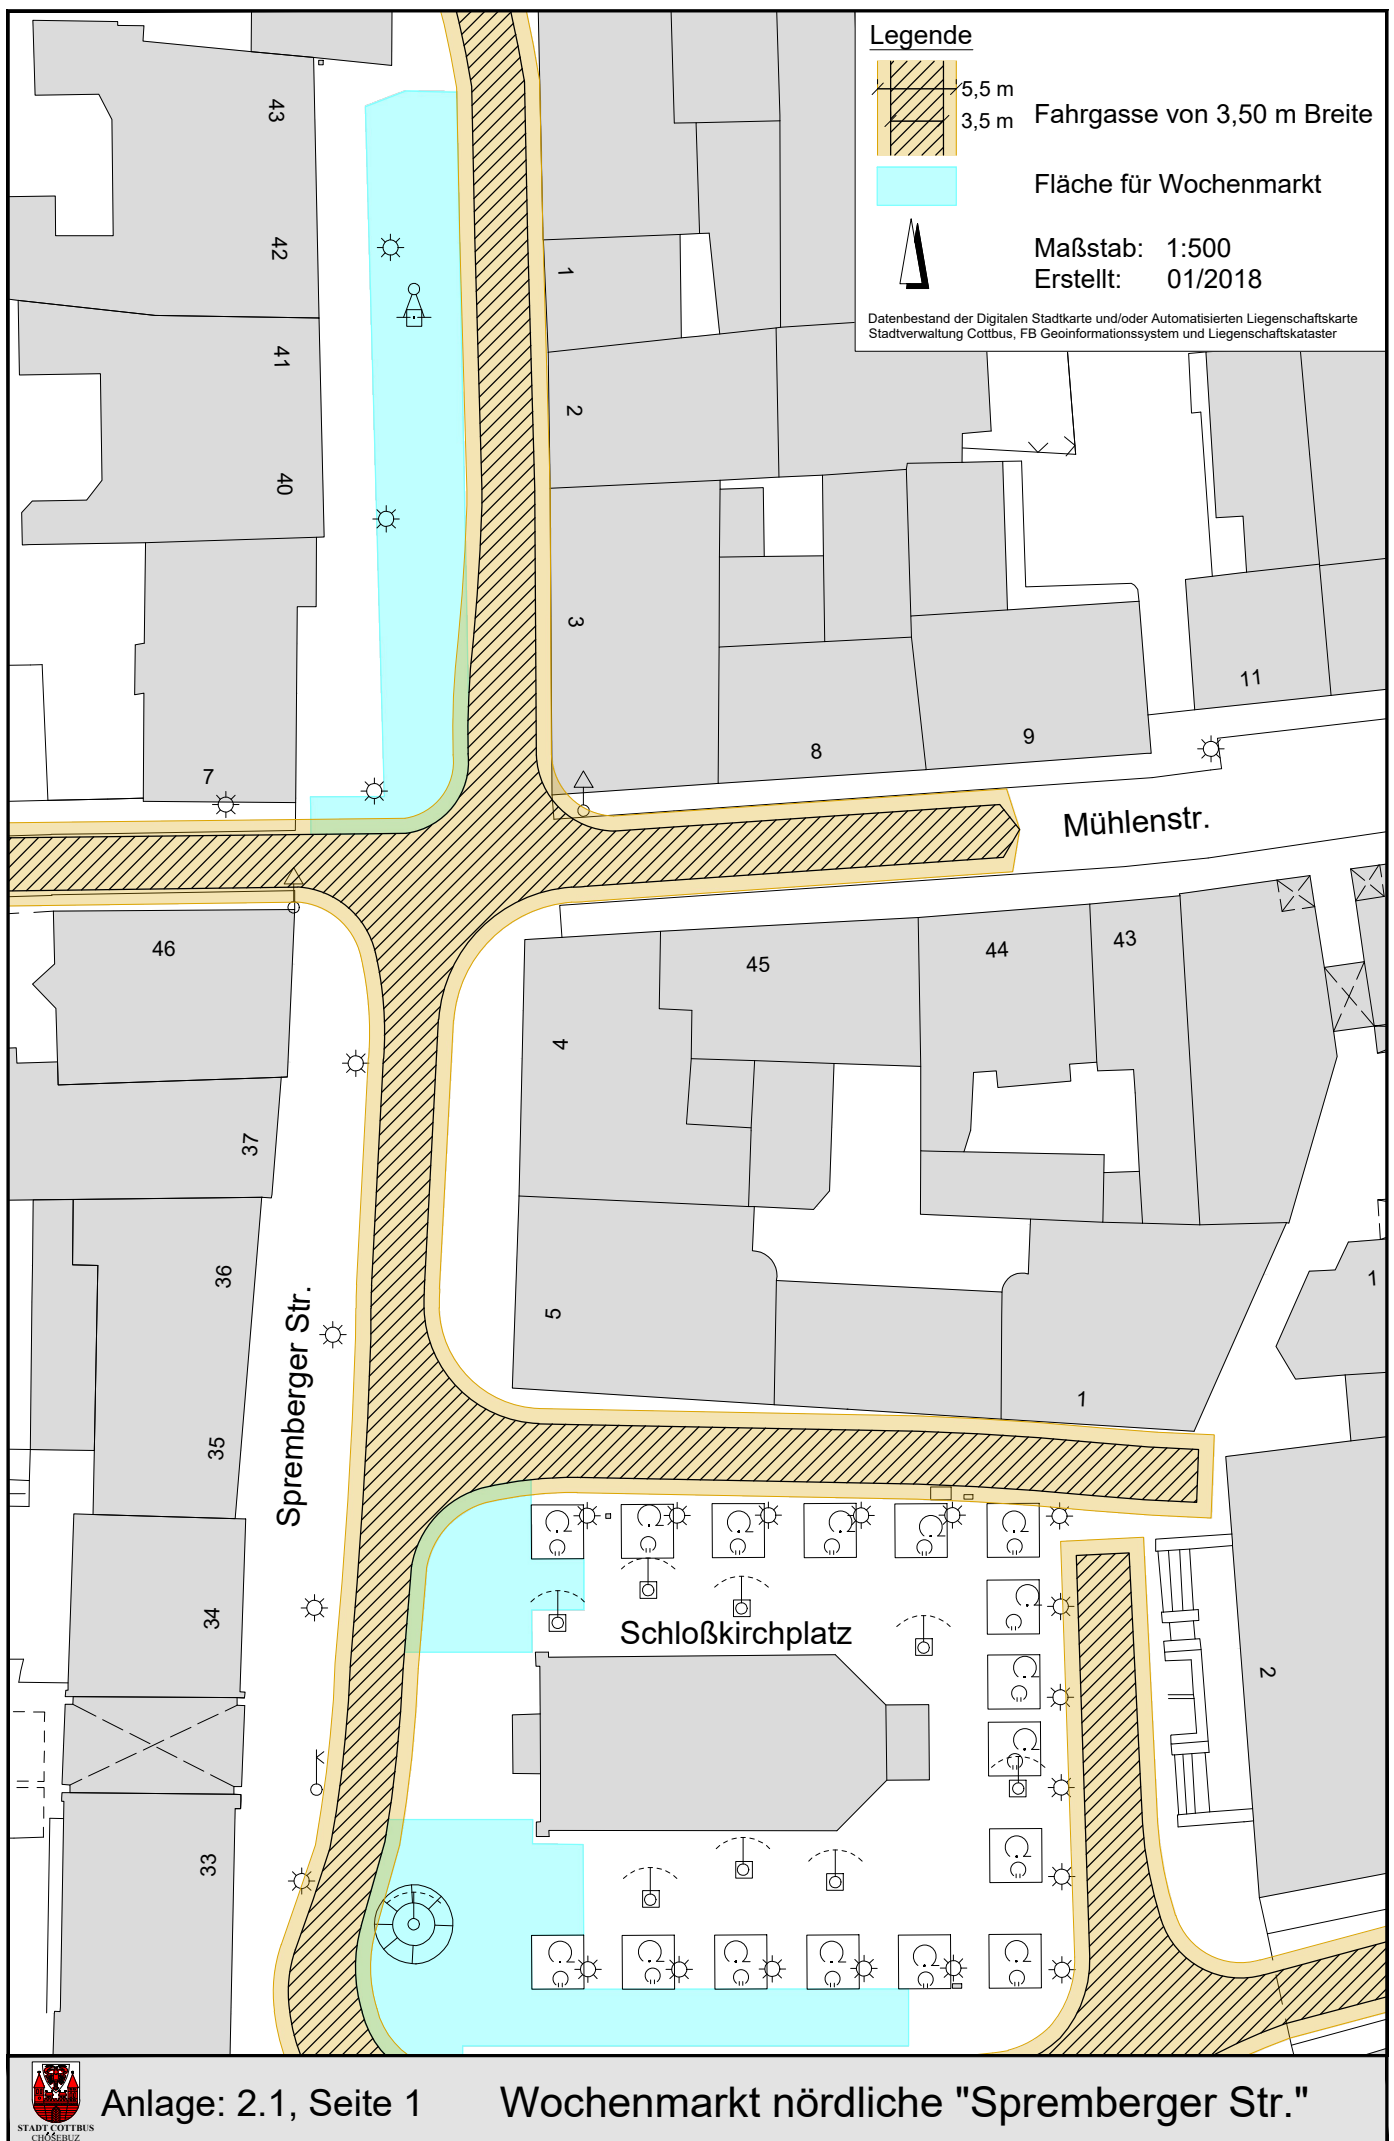 Legende
5,5 m
3,5 m
Fahrgasse von 3,50 m Breite
Fläche für Wochenmarkt
Maßstab: 1:500
Erstellt: 01/2018
Datenbestand der Digitalen Stadtkarte und/oder Automatisierten Liegenschaftskarte
Stadtverwaltung Cottbus, FB Geoinformationssystem und Liegenschaftskataster
43
42
1
41
2
40
3
11
9
8
7
Mühlenstr.
46
45
44
43
4
37
36
5
1
1
Spremberger Str.
35
34
Schloßkirchplatz
2
33
STADT COTTBUS
CHÓŚEBUZ
Anlage: 2.1, Seite 1
Wochenmarkt nördliche "Spremberger Str."